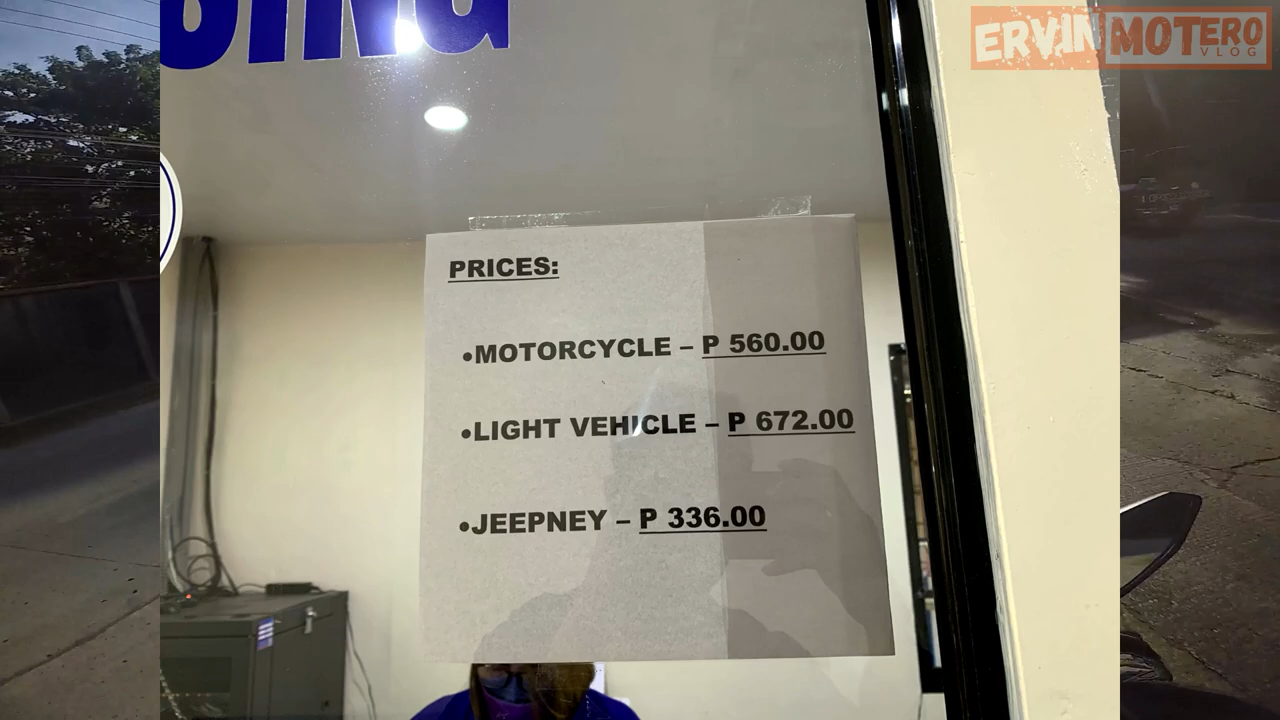 ERVIN MOTERO
VLOG
PRICES:
•MOTORCYCLE – P 560.00
•LIGHT VEHICLE – P 672.00
•JEEPNEY – P 336.00